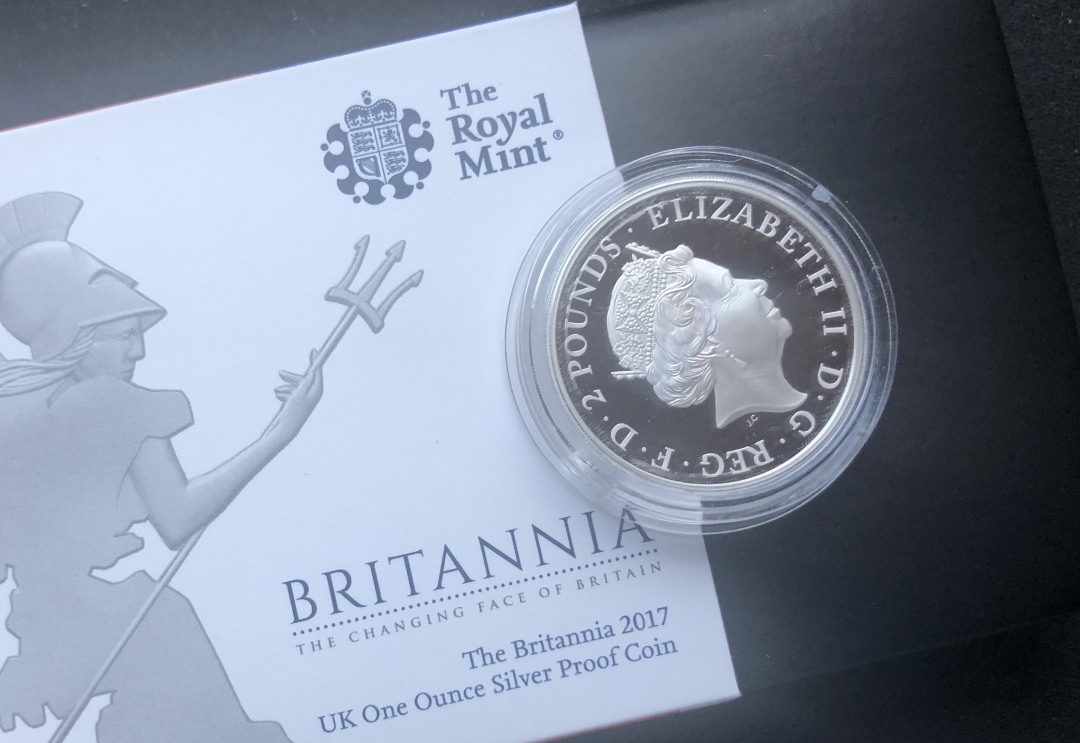 The
Royal
Mint®
ELIZABETH II · D · G · REG · F · D · 2 POUNDS ·
JC
BRITANNIA
THE CHANGING FACE OF BRITAIN
The Britannia 2017
UK One Ounce Silver Proof Coin